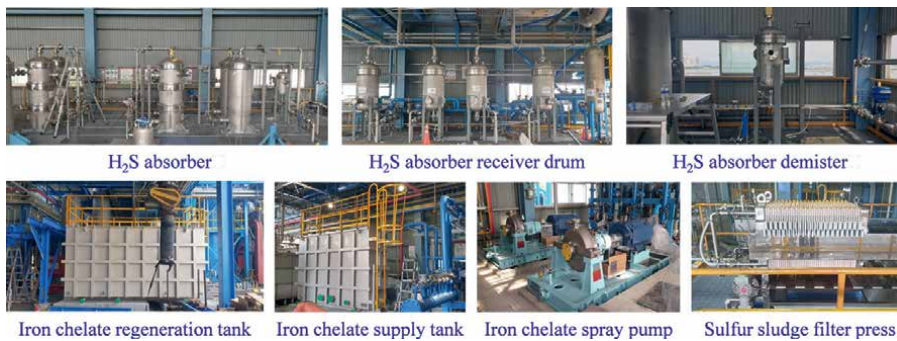 H₂S absorber
H₂S absorber receiver drum
H₂S absorber demister
Iron chelate regeneration tank
Iron chelate supply tank
Iron chelate spray pump
Sulfur sludge filter press